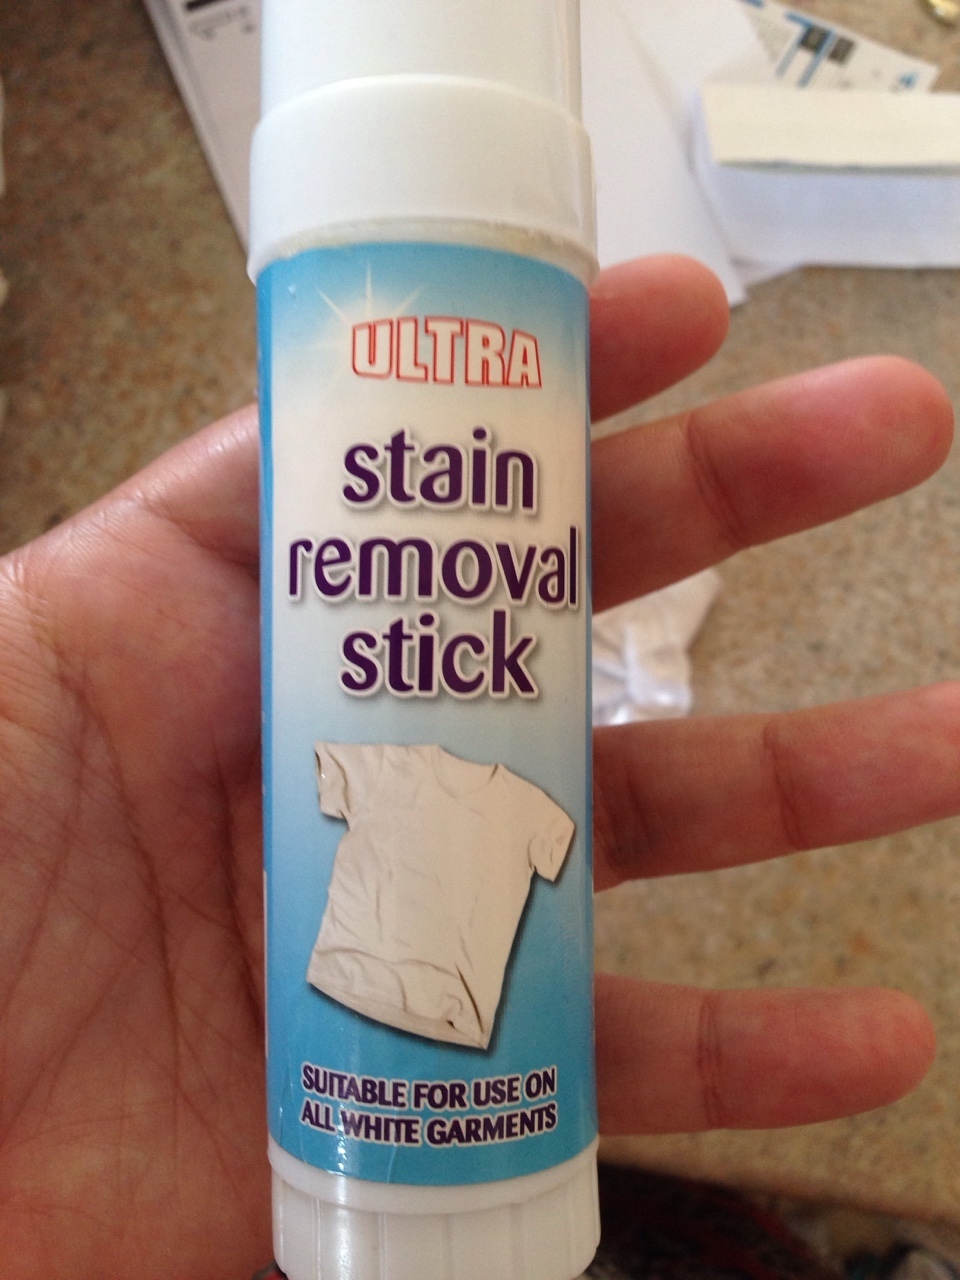 ULTRA
stain
removal
stick
SUITABLE FOR USE ON
ALL WHITE GARMENTS